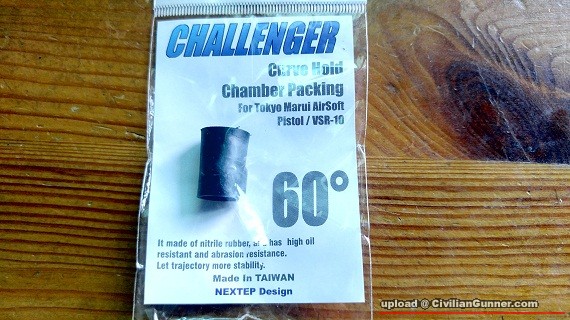 CHALLENGER
Curve Hold
Chamber Packing
For Tokyo Marui AirSoft
Pistol / VSR-10
60°
It made of nitrile rubber, and has high oil
resistant and abrasion resistance.
Let trajectory more stability.
Made In TAIWAN
NEXTEP Design
upload @ CivilianGunner.com